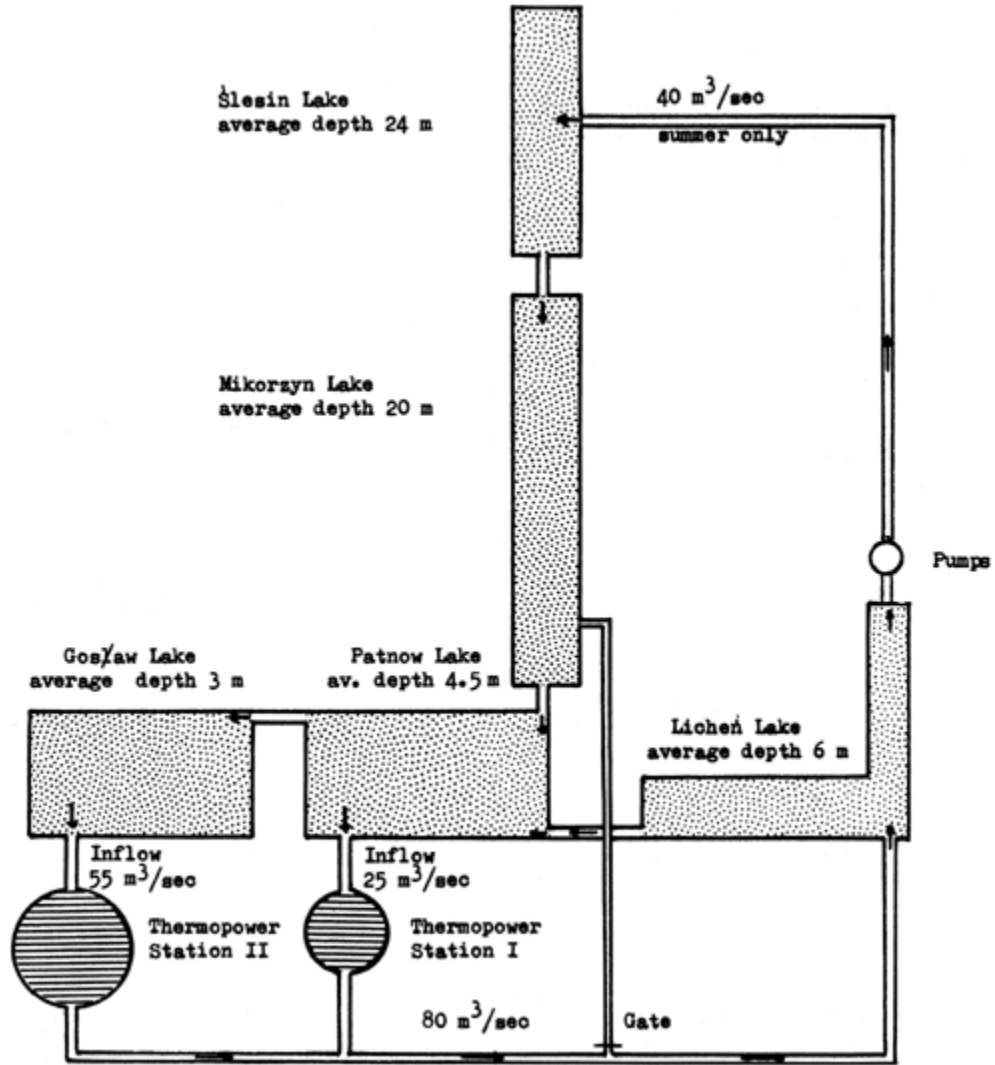 Ślesin Lake
average depth 24 m
40 m³/sec
summer only
Mikorzyn Lake
average depth 20 m
Pumps
Gosław Lake
average depth 3 m
Patnow Lake
av. depth 4.5 m
Licheń Lake
average depth 6 m
Inflow
55 m³/sec
Inflow
25 m³/sec
Thermopower
Station II
Thermopower
Station I
80 m³/sec
Gate